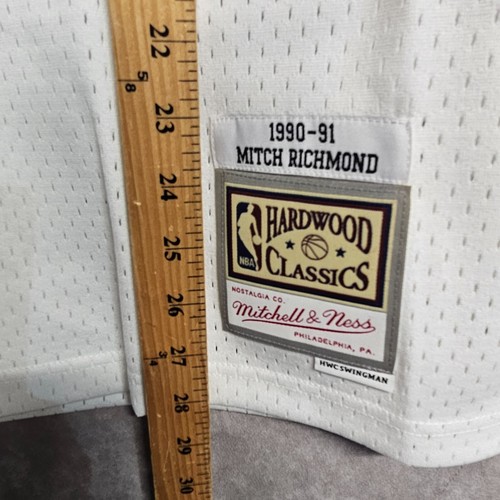 22
5
8
23
24
25
26
27
3
4
28
29
30
1990-91
MITCH RICHMOND
NBA
HARDWOOD
CLASSICS
NOSTALGIA CO.
Mitchell & Ness
PHILADELPHIA, PA.
HWC SWINGMAN